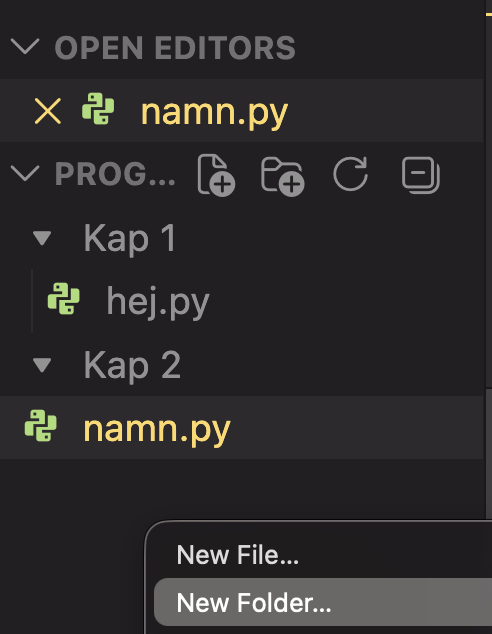 OPEN EDITORS
namn.py
PROG...
Kap 1
hej.py
Kap 2
namn.py
New File...
New Folder...